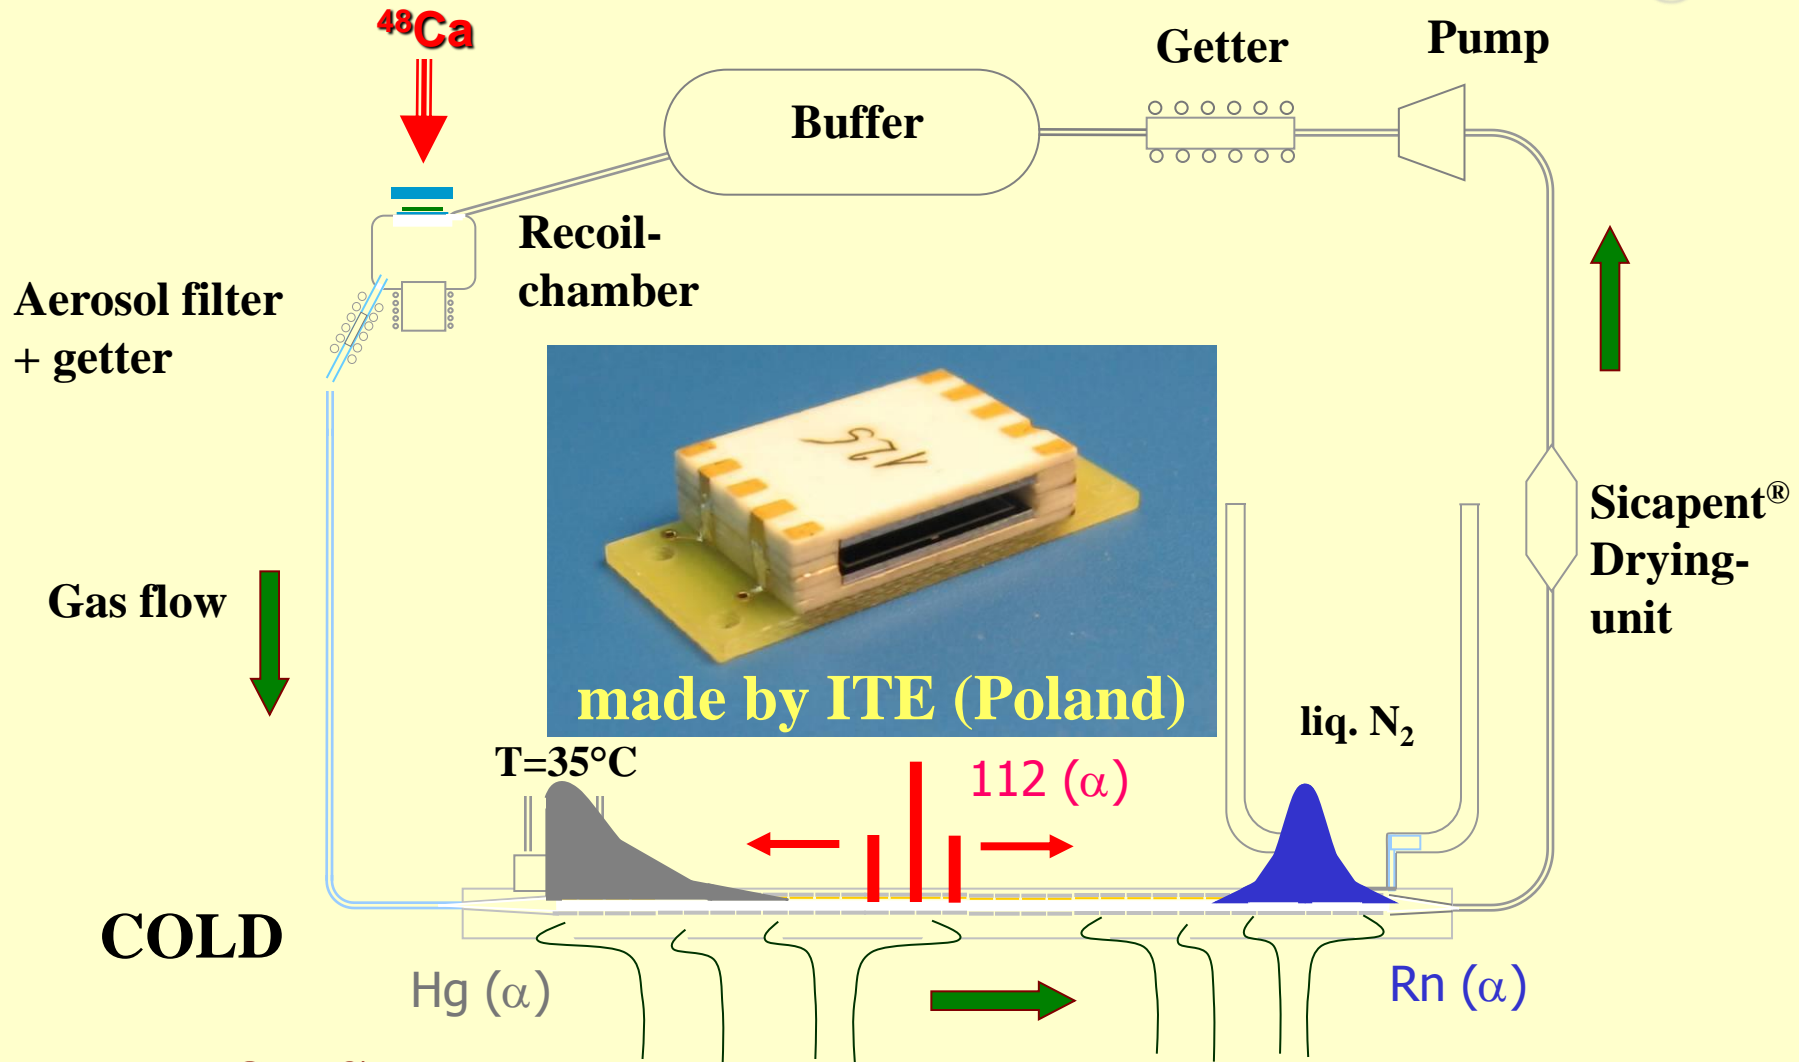 ⁴⁸Ca
Getter
Pump
Buffer
Recoil-
chamber
Aerosol filter
+ getter
Sicapent®
Drying-
unit
Gas flow
made by ITE (Poland)
liq. N₂
T=35°C
112 (α)
COLD
Hg (α)
Rn (α)